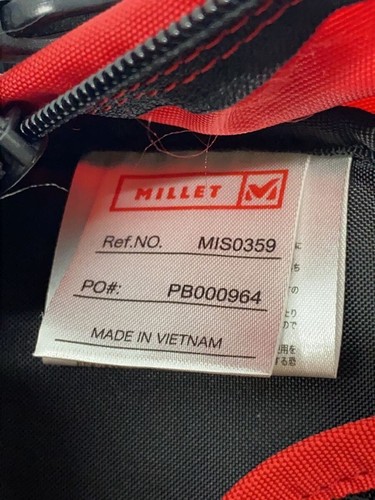 MILLET
Ref.NO. MIS0359
PO#: PB000964
MADE IN VIETNAM